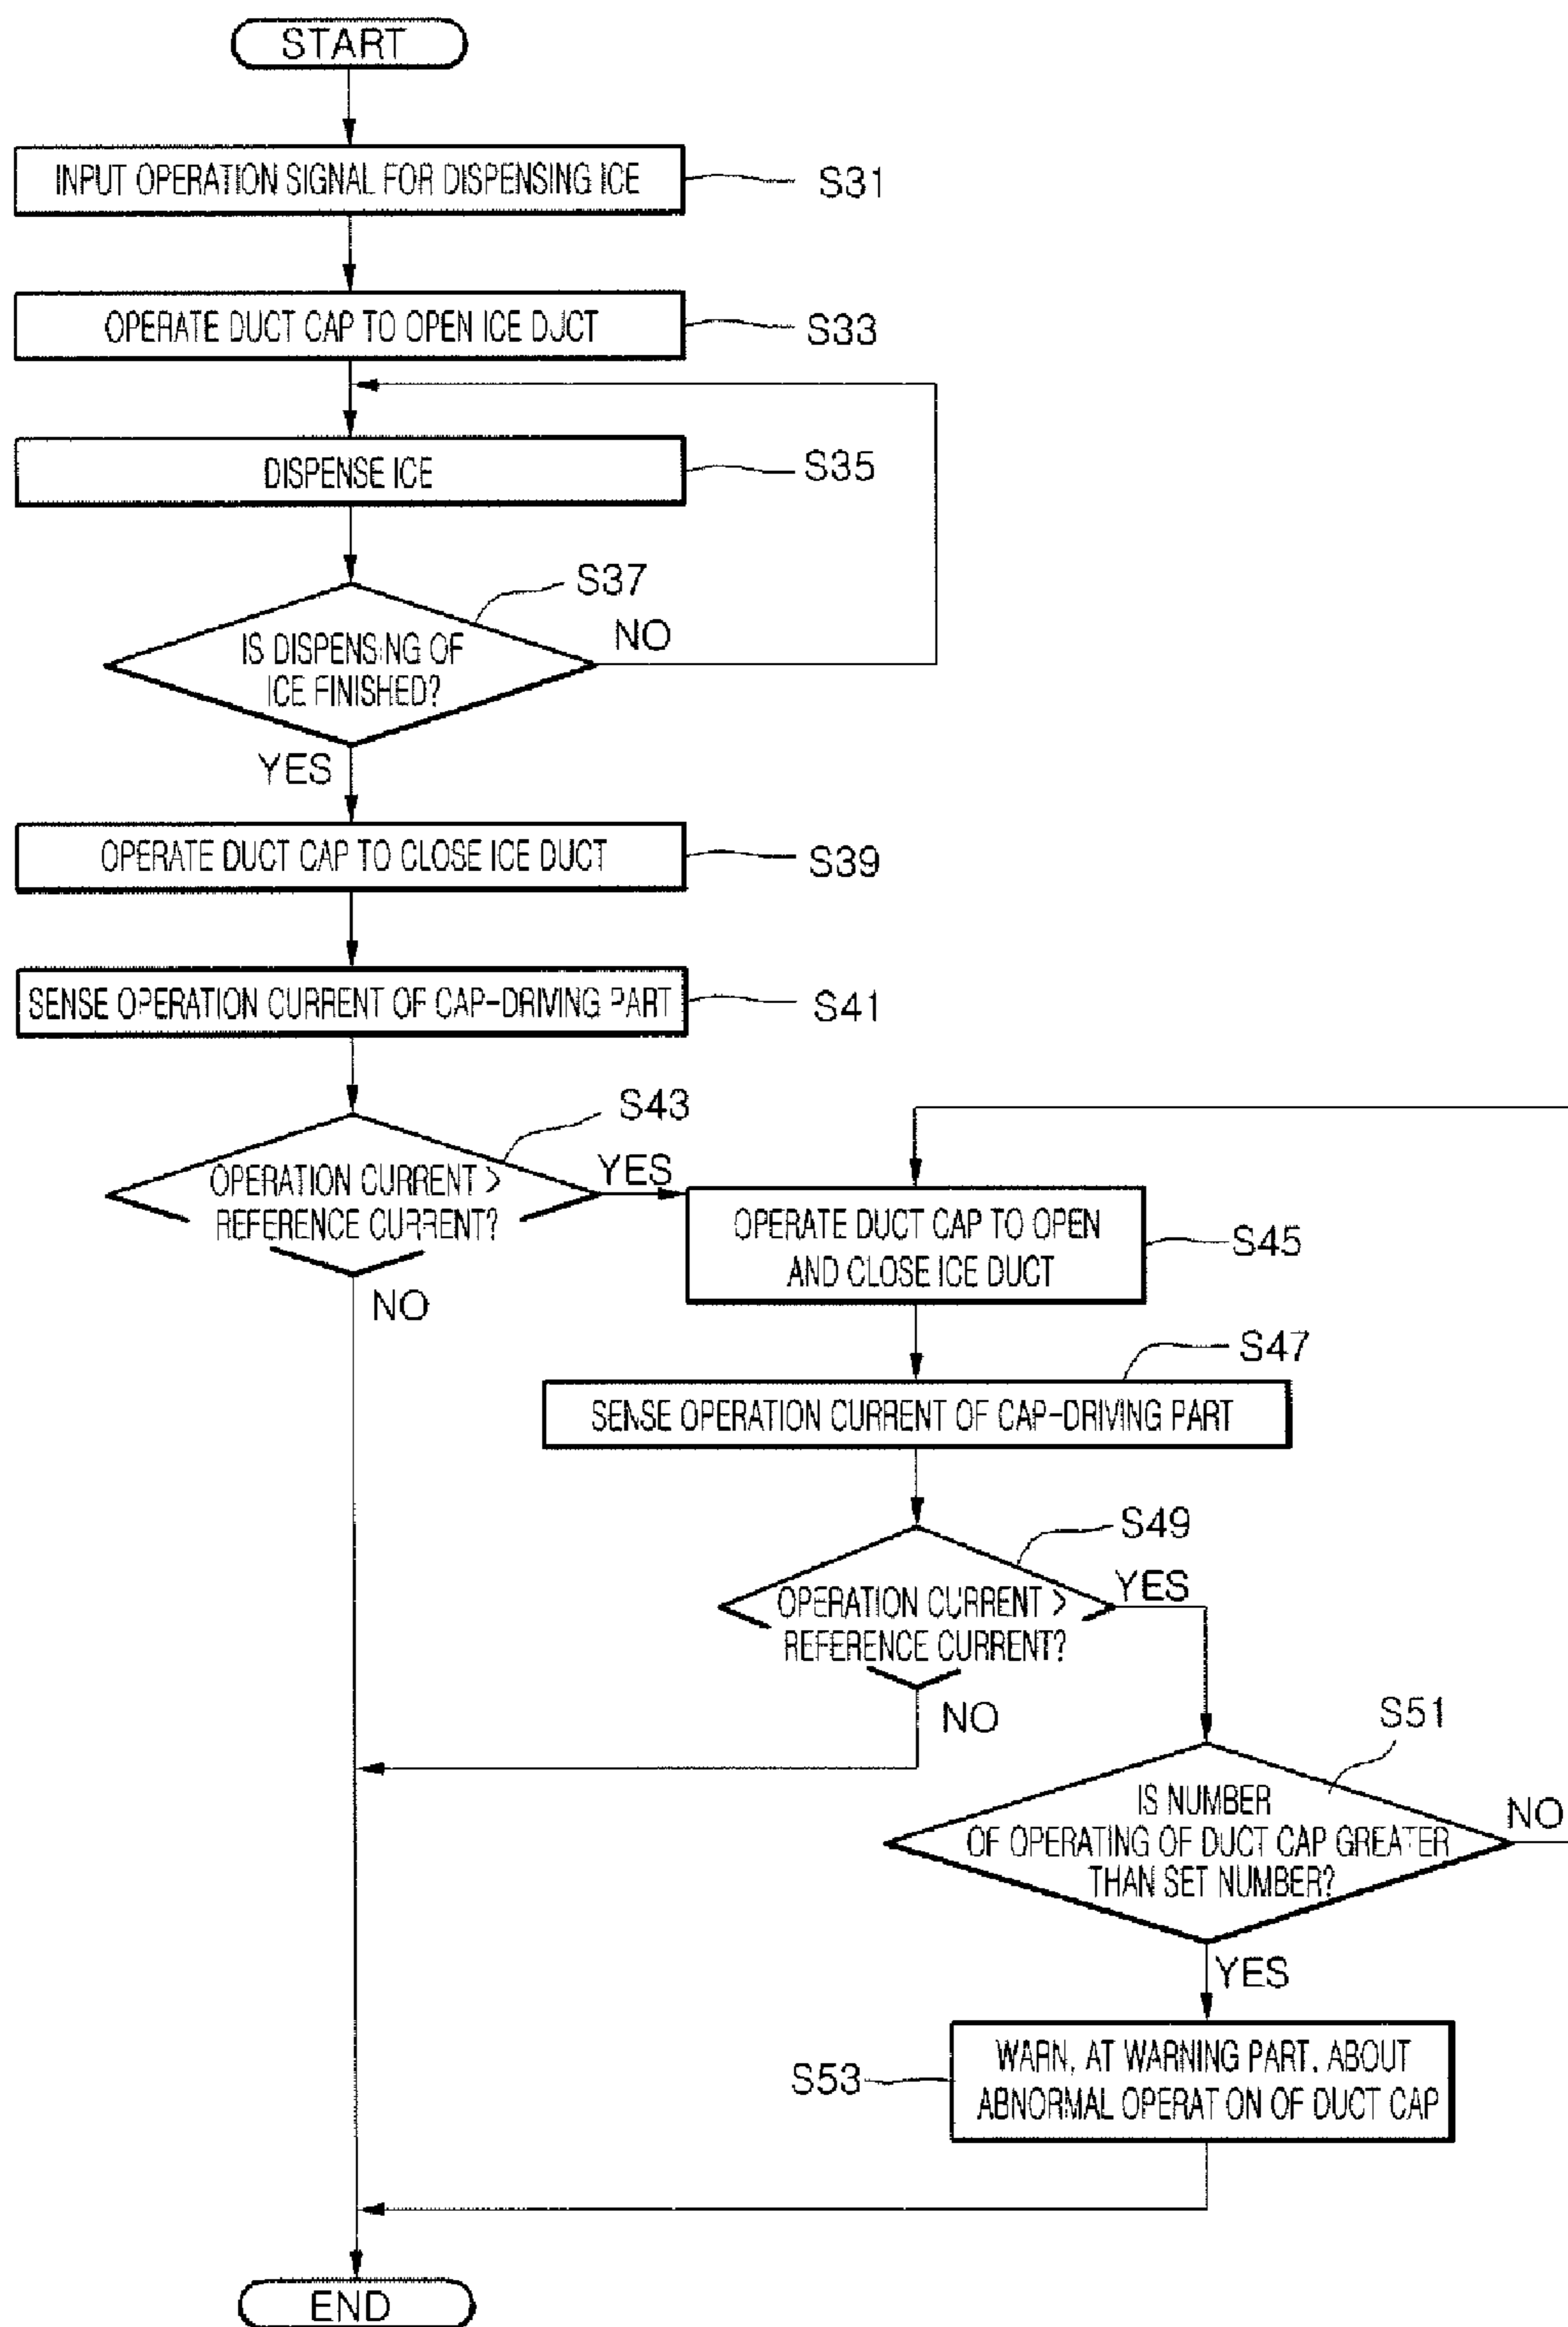 START
INPUT OPERATION SIGNAL FOR DISPENSING ICE
S31
OPERATE DUCT CAP TO OPEN ICE DUCT
S33
DISPENSE ICE
S35
S37
IS DISPENSING OF
ICE FINISHED?
NO
YES
OPERATE DUCT CAP TO CLOSE ICE DUCT
S39
SENSE OPERATION CURRENT OF CAP-DRIVING PART
S41
S43
OPERATION CURRENT >
REFERENCE CURRENT?
YES
NO
OPERATE DUCT CAP TO OPEN
AND CLOSE ICE DUCT
S45
S47
SENSE OPERATION CURRENT OF CAP-DRIVING PART
S49
OPERATION CURRENT >
REFERENCE CURRENT?
YES
NO
S51
IS NUMBER
OF OPERATING OF DUCT CAP GREATER
THAN SET NUMBER?
NO
YES
S53
WARN, AT WARNING PART, ABOUT
ABNORMAL OPERATION OF DUCT CAP
END